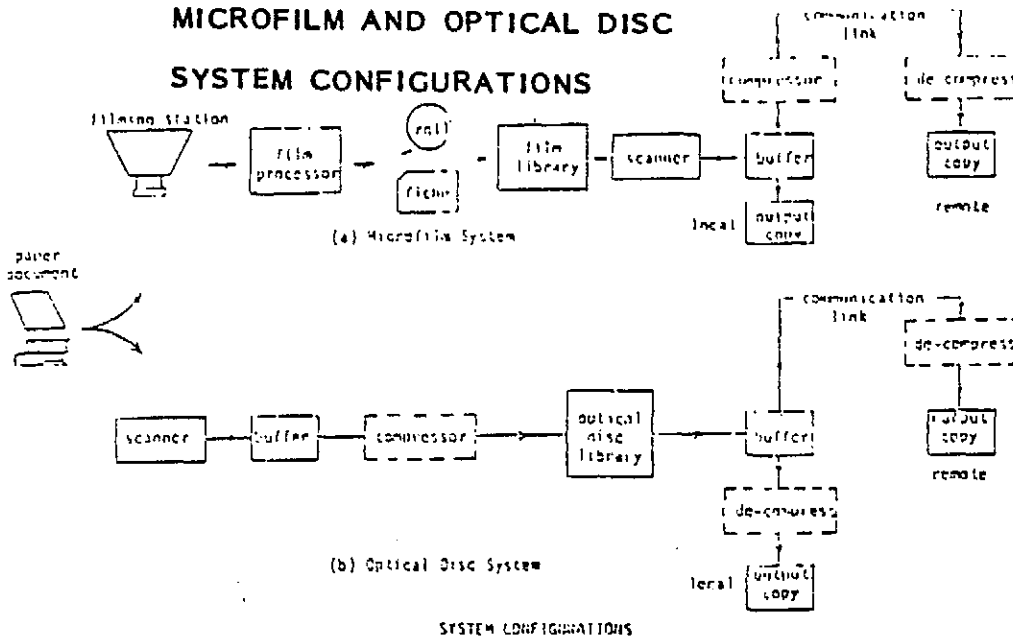 MICROFILM AND OPTICAL DISC
SYSTEM CONFIGURATIONS
communication
link
compressor
de-compress
filming station
film
processor
roll
fiche
film
library
scanner
buffer
output
copy
local
output
copy
remote
(a) Microfilm System
paper
document
communication
link
de-compress
scanner
buffer
compressor
optical
disc
library
buffer
output
copy
remote
de-compress
local
output
copy
(b) Optical Disc System
SYSTEM CONFIGURATIONS